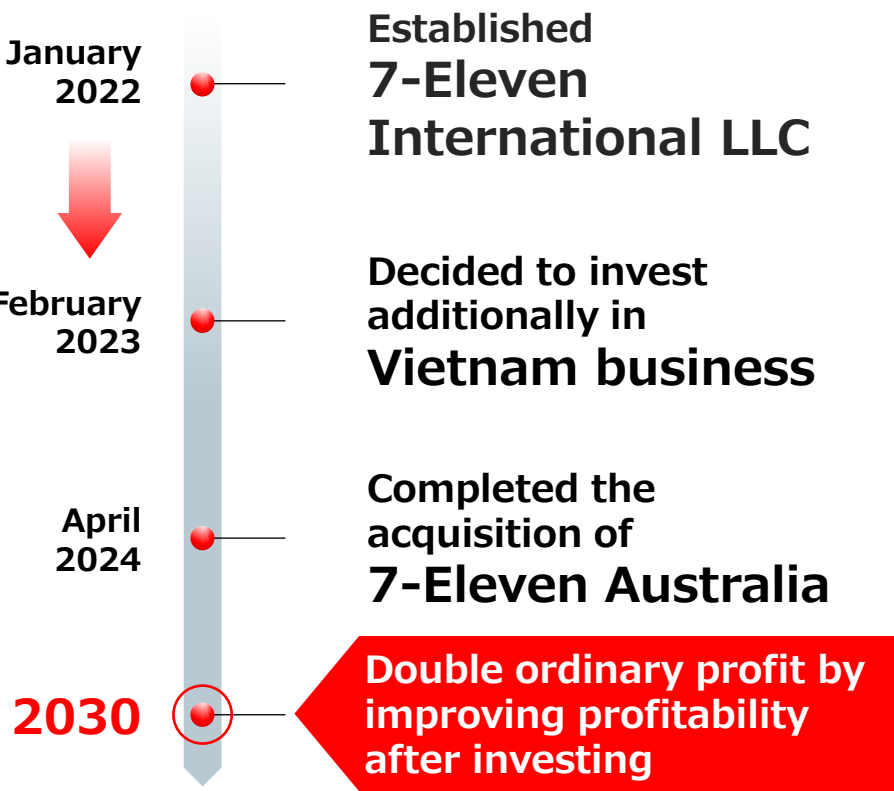 January
2022
Established
7-Eleven
International LLC
February
2023
Decided to invest
additionally in
Vietnam business
April
2024
Completed the
acquisition of
7-Eleven Australia
2030
Double ordinary profit by
improving profitability
after investing